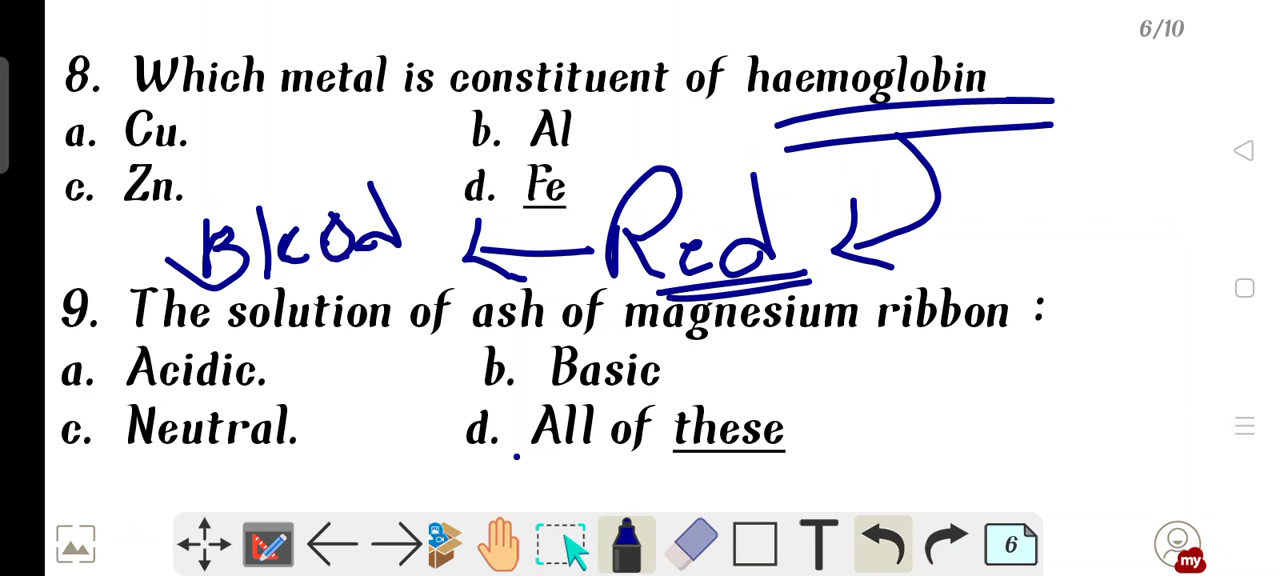 6/10
8. Which metal is constituent of haemoglobin
a. Cu. b. Al
c. Zn. d. Fe
Blood ← Red
9. The solution of ash of magnesium ribbon :
a. Acidic. b. Basic
c. Neutral. d. All of these
T 6 my